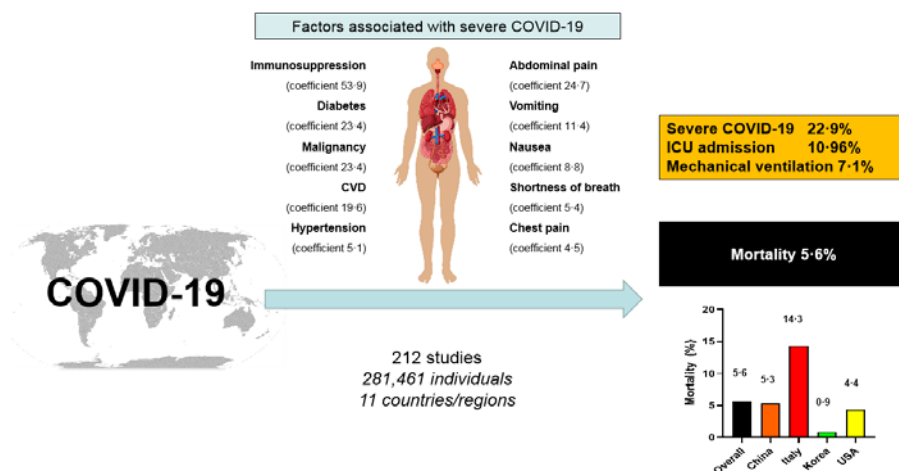 Factors associated with severe COVID-19
Immunosuppression
(coefficient 53·9)
Diabetes
(coefficient 23·4)
Malignancy
(coefficient 23·4)
CVD
(coefficient 19·6)
Hypertension
(coefficient 5·1)
Abdominal pain
(coefficient 24·7)
Vomiting
(coefficient 11·4)
Nausea
(coefficient 8·8)
Shortness of breath
(coefficient 5·4)
Chest pain
(coefficient 4·5)
COVID-19
212 studies
281,461 individuals
11 countries/regions
Severe COVID-19 22·9%
ICU admission 10·96%
Mechanical ventilation 7·1%
Mortality 5·6%
Mortality (%)
20
15
10
5
0
5·6
5·3
14·3
0·9
4·4
Overall
China
Italy
Korea
USA